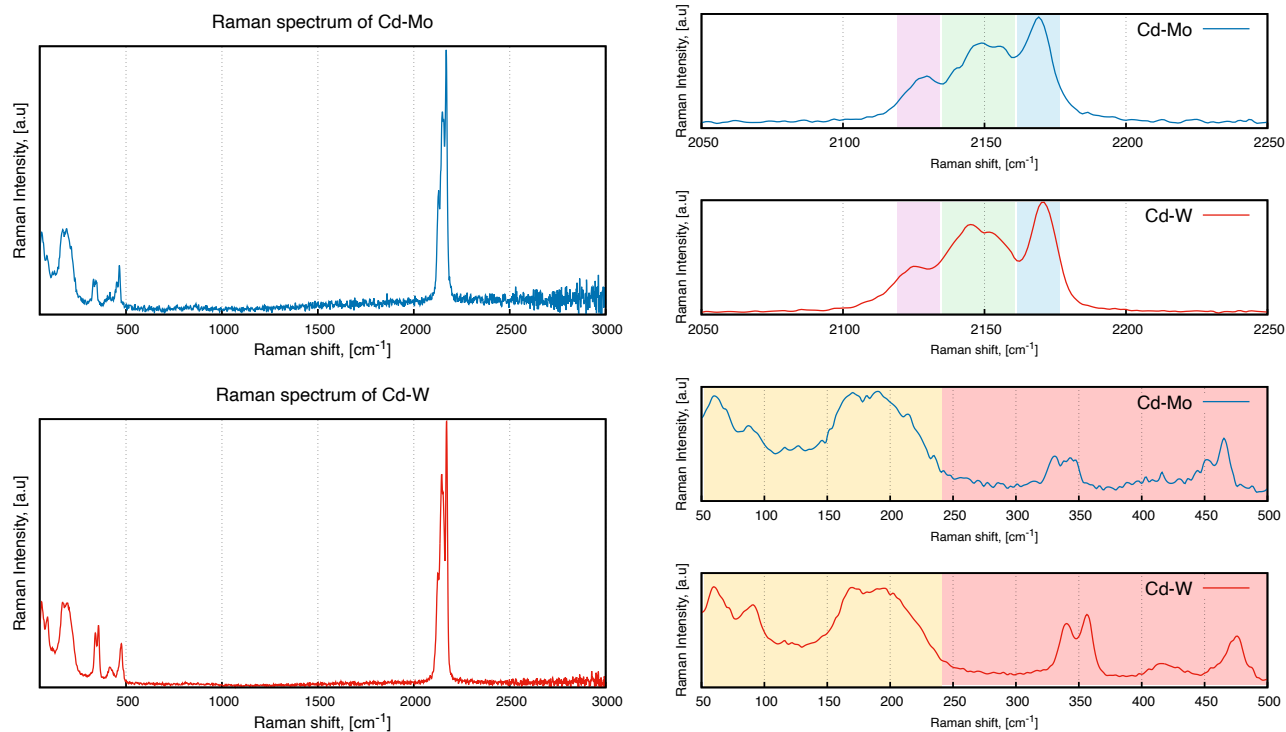 Raman spectrum of Cd-Mo
Raman Intensity, [a.u]
500 1000 1500 2000 2500 3000
Raman shift, [cm-1]
Raman spectrum of Cd-W
Raman Intensity, [a.u]
500 1000 1500 2000 2500 3000
Raman shift, [cm-1]
Raman Intensity, [a.u]
Cd-Mo
2050 2100 2150 2200 2250
Raman shift, [cm-1]
Raman Intensity, [a.u]
Cd-W
2050 2100 2150 2200 2250
Raman shift, [cm-1]
Raman Intensity, [a.u]
Cd-Mo
50 100 150 200 250 300 350 400 450 500
Raman shift, [cm-1]
Raman Intensity, [a.u]
Cd-W
50 100 150 200 250 300 350 400 450 500
Raman shift, [cm-1]